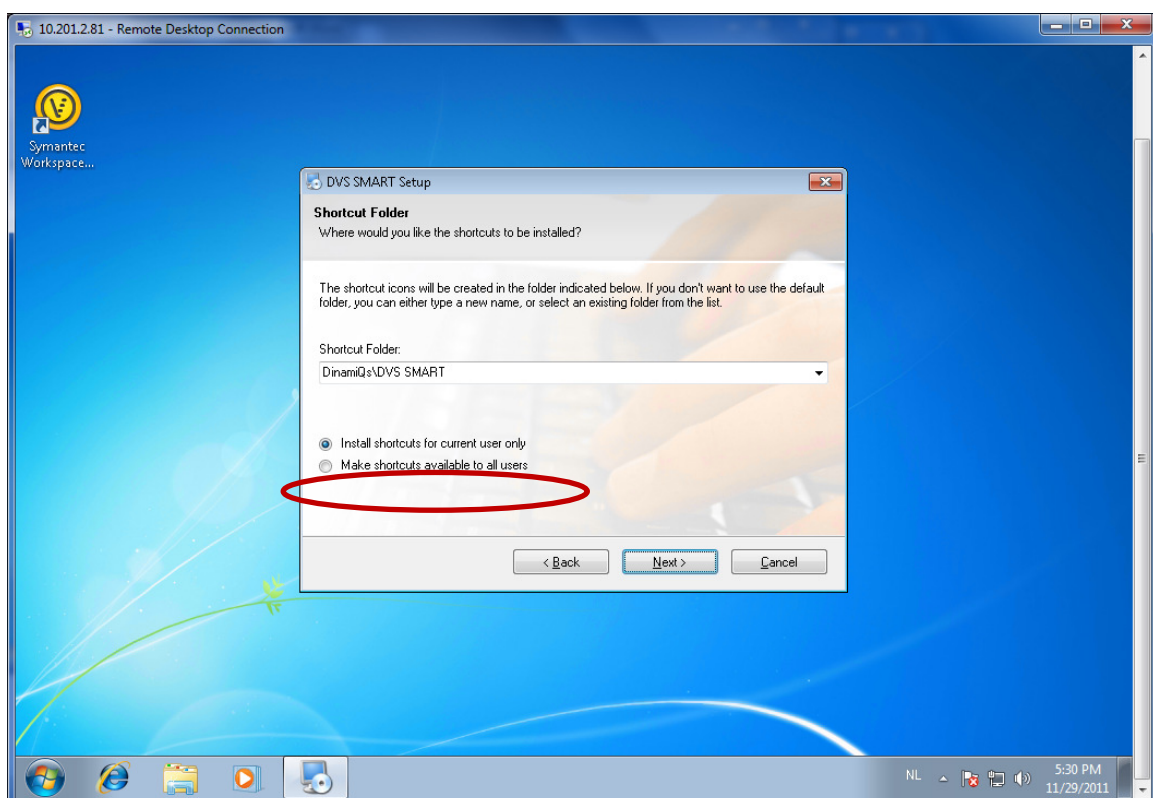 10.201.2.81 - Remote Desktop Connection
Symantec
Workspace...
DVS SMART Setup
Shortcut Folder
Where would you like the shortcuts to be installed?
The shortcut icons will be created in the folder indicated below. If you don't want to use the default
folder, you can either type a new name, or select an existing folder from the list.
Shortcut Folder:
DinamiQs\DVS SMART
Install shortcuts for current user only
Make shortcuts available to all users
< Back Next > Cancel
NL
5:30 PM
11/29/2011